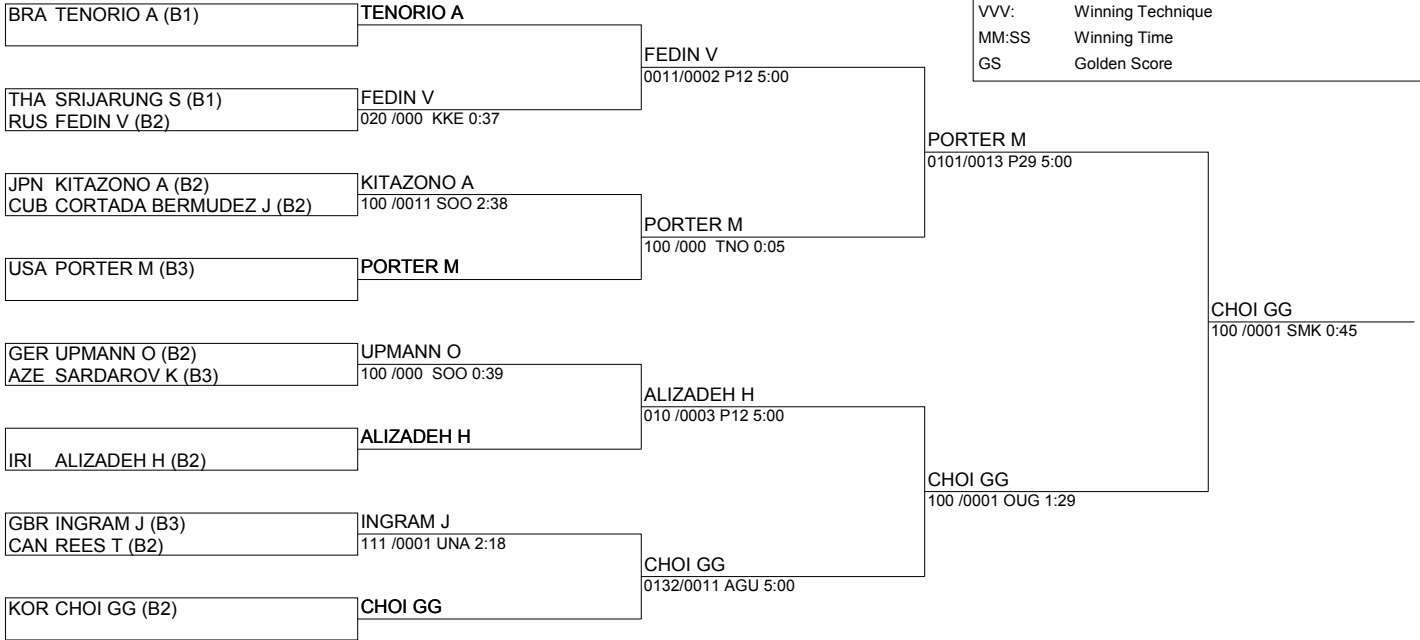 BRA TENORIO A (B1)
TENORIO A
VVV: Winning Technique
MM:SS Winning Time
GS Golden Score
FEDIN V
0011/0002 P12 5:00
THA SRIJARUNG S (B1)
RUS FEDIN V (B2)
FEDIN V
020 /000 KKE 0:37
PORTER M
0101/0013 P29 5:00
JPN KITAZONO A (B2)
CUB CORTADA BERMUDEZ J (B2)
KITAZONO A
100 /0011 SOO 2:38
PORTER M
100 /000 TNO 0:05
USA PORTER M (B3)
PORTER M
CHOI GG
100 /0001 SMK 0:45
GER UPMANN O (B2)
AZE SARDAROV K (B3)
UPMANN O
100 /000 SOO 0:39
ALIZADEH H
010 /0003 P12 5:00
IRI ALIZADEH H (B2)
ALIZADEH H
CHOI GG
100 /0001 OUG 1:29
GBR INGRAM J (B3)
CAN REES T (B2)
INGRAM J
111 /0001 UNA 2:18
CHOI GG
0132/0011 AGU 5:00
KOR CHOI GG (B2)
CHOI GG